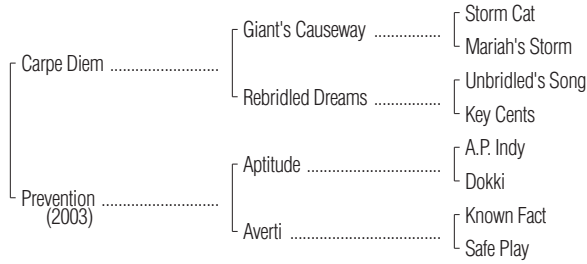 Storm Cat
Giant's Causeway ..................
Mariah's Storm
Carpe Diem ..........................
Unbridled's Song
Rebridled Dreams ................
Key Cents
A.P. Indy
Aptitude ...............................
Dokki
Prevention ............................
(2003)
Known Fact
Averti ..................................
Safe Play